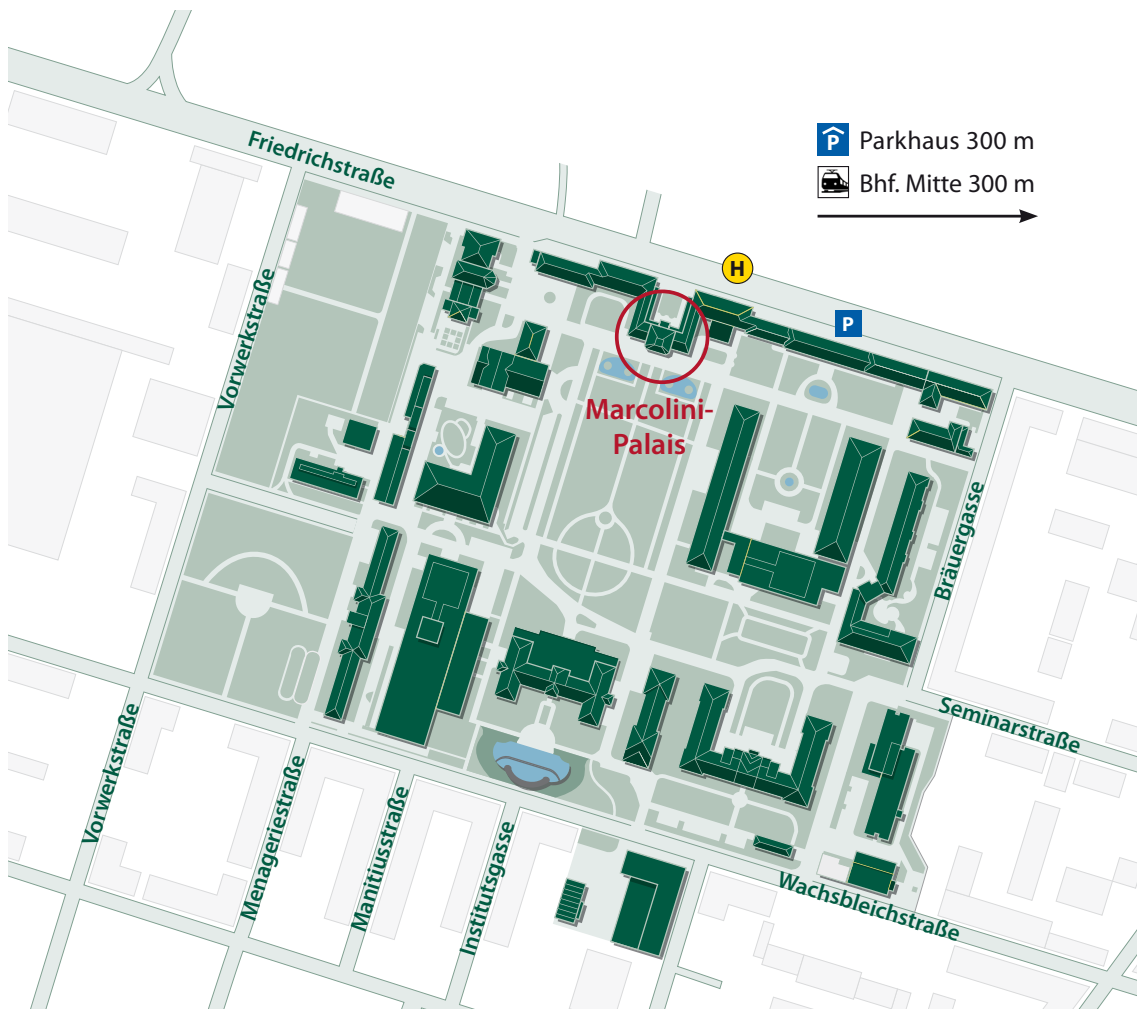 Friedrichstraße
P
Parkhaus 300 m
Bhf. Mitte 300 m
H
P
Marcolini-
Palais
Vorwerkstraße
Bräuergasse
Seminarstraße
Vorwerkstraße
Menageriestraße
Manitiusstraße
Institutsgasse
Wachsbleichstraße